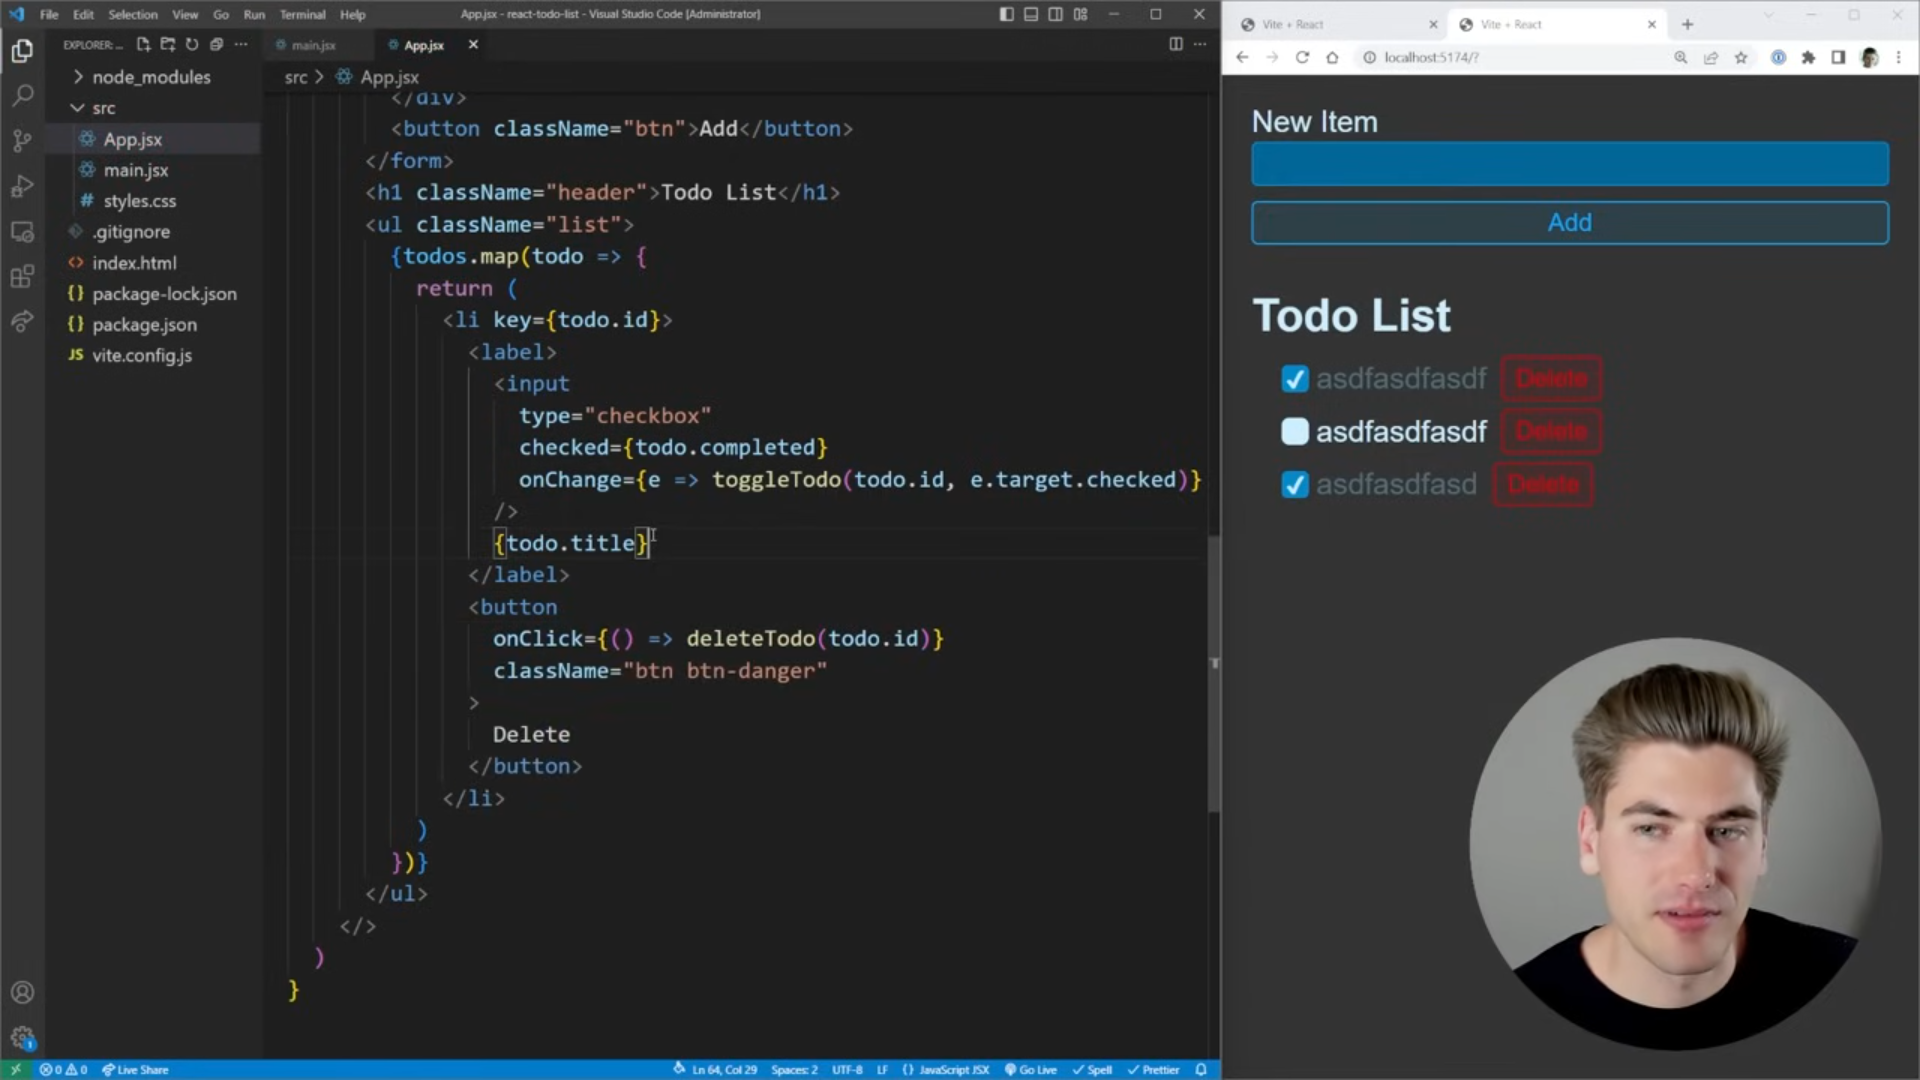 File Edit Selection View Go Run Terminal Help
App.jsx - react-todo-list - Visual Studio Code [Administrator]
EXPLORER: ...
node_modules
src
App.jsx
main.jsx
# styles.css
.gitignore
<> index.html
{} package-lock.json
{} package.json
JS vite.config.js
main.jsx
App.jsx
src > App.jsx
</div>
<button className="btn">Add</button>
</form>
<h1 className="header">Todo List</h1>
<ul className="list">
{todos.map(todo => {
return (
<li key={todo.id}>
<label>
<input
type="checkbox"
checked={todo.completed}
onChange={e => toggleTodo(todo.id, e.target.checked)}
/>
{todo.title}
</label>
<button
onClick={() => deleteTodo(todo.id)}
className="btn btn-danger"
>
Delete
</button>
</li>
)
})}
</ul>
</>
)
}
1
0 0 Live Share
Ln 64, Col 29 Spaces: 2 UTF-8 LF {} JavaScript JSX Go Live Spell Prettier
Vite + React
Vite + React
localhost:5174/?
New Item
Add
Todo List
asdfasdfasdf Delete
asdfasdfasdf Delete
asdfasdfasd Delete